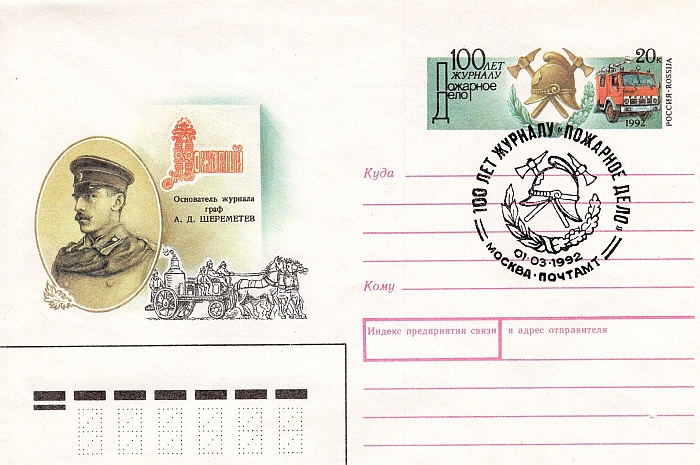 Пожарный
Основатель журнала
граф
А. Д. ШЕРЕМЕТЕВ
100 ЛЕТ
ЖУРНАЛУ
Пожарное
Дело
20к
1992
РОССИЯ·ROSSIJA
100 ЛЕТ ЖУРНАЛУ «ПОЖАРНОЕ ДЕЛО»
01·03·1992
МОСКВА·ПОЧТАМТ
Куда
Кому
Индекс предприятия связи и адрес отправителя